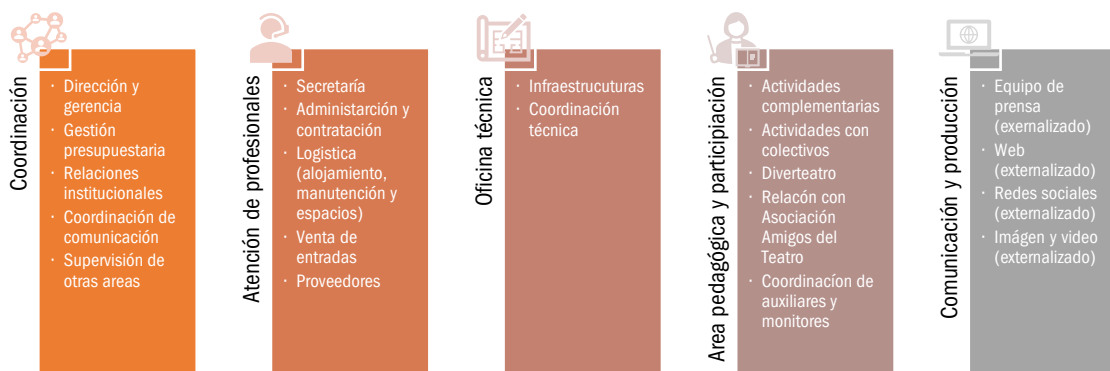 Coordinación
· Dirección y
gerencia
· Gestión
presupuestaria
· Relaciones
institucionales
· Coordinación de
comunicación
· Supervisión de
otras areas
Atención de profesionales
· Secretaría
· Administarción y
contratación
· Logistica
(alojamiento,
manutención y
espacios)
· Venta de
entradas
· Proveedores
Oficina técnica
· Infraestrucuturas
· Coordinación
técnica
Area pedagógica y participiación
· Actividades
complementarias
· Actividades con
colectivos
· Diverteatro
· Relacón con
Asociación
Amigos del
Teatro
· Coordinacíon de
auxiliares y
monitores
Comunicación y producción
· Equipo de
prensa
(exernalizado)
· Web
(externalizado)
· Redes sociales
(externalizado)
· Imágen y video
(externalizado)